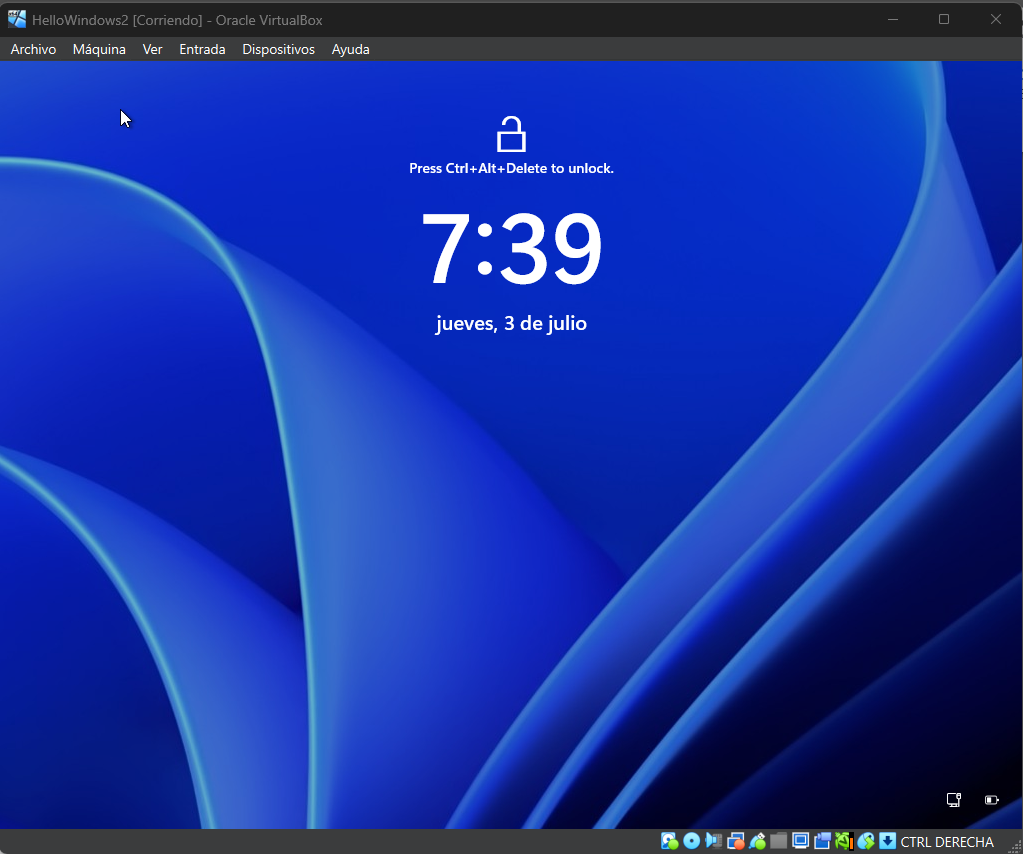 HelloWindows2 [Corriendo] - Oracle VirtualBox
Archivo Máquina Ver Entrada Dispositivos Ayuda
Press Ctrl+Alt+Delete to unlock.
7:39
jueves, 3 de julio
CTRL DERECHA